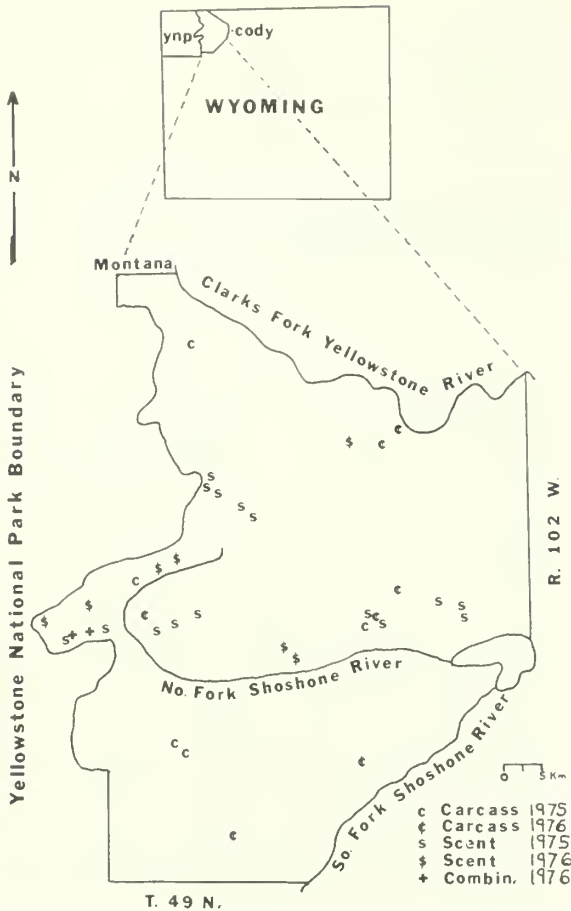 ynp
cody
WYOMING
N
Montana
Clarks Fork Yellowstone River
Yellowstone National Park Boundary
R. 102 W.
c
$ ¢
¢
s
s s
s
s
$ $
c
$ $
s + + s
¢ s s s
¢
s ¢ s
c
s s
s
$
$
No. Fork Shoshone River
So. Fork Shoshone River
c
c
¢
¢
0 5 Km
c Carcass 1975
¢ Carcass 1976
s Scent 1975
$ Scent 1976
+ Combin. 1976
T. 49 N.